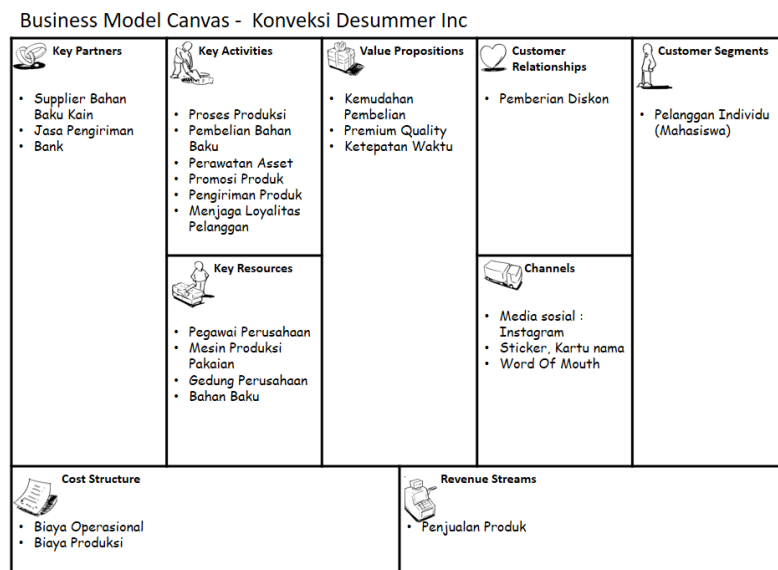 Business Model Canvas - Konveksi Desummer Inc
Key Partners
• Supplier Bahan
Baku Kain
• Jasa Pengiriman
• Bank
Key Activities
• Proses Produksi
• Pembelian Bahan
Baku
• Perawatan Asset
• Promosi Produk
• Pengiriman Produk
• Menjaga Loyalitas
Pelanggan
Key Resources
• Pegawai Perusahaan
• Mesin Produksi
Pakaian
• Gedung Perusahaan
• Bahan Baku
Value Propositions
• Kemudahan
Pembelian
• Premium Quality
• Ketepatan Waktu
Customer
Relationships
• Pemberian Diskon
Channels
• Media sosial :
Instagram
• Sticker, Kartu nama
• Word Of Mouth
Customer Segments
• Pelanggan Individu
(Mahasiswa)
Cost Structure
• Biaya Operasional
• Biaya Produksi
Revenue Streams
• Penjualan Produk